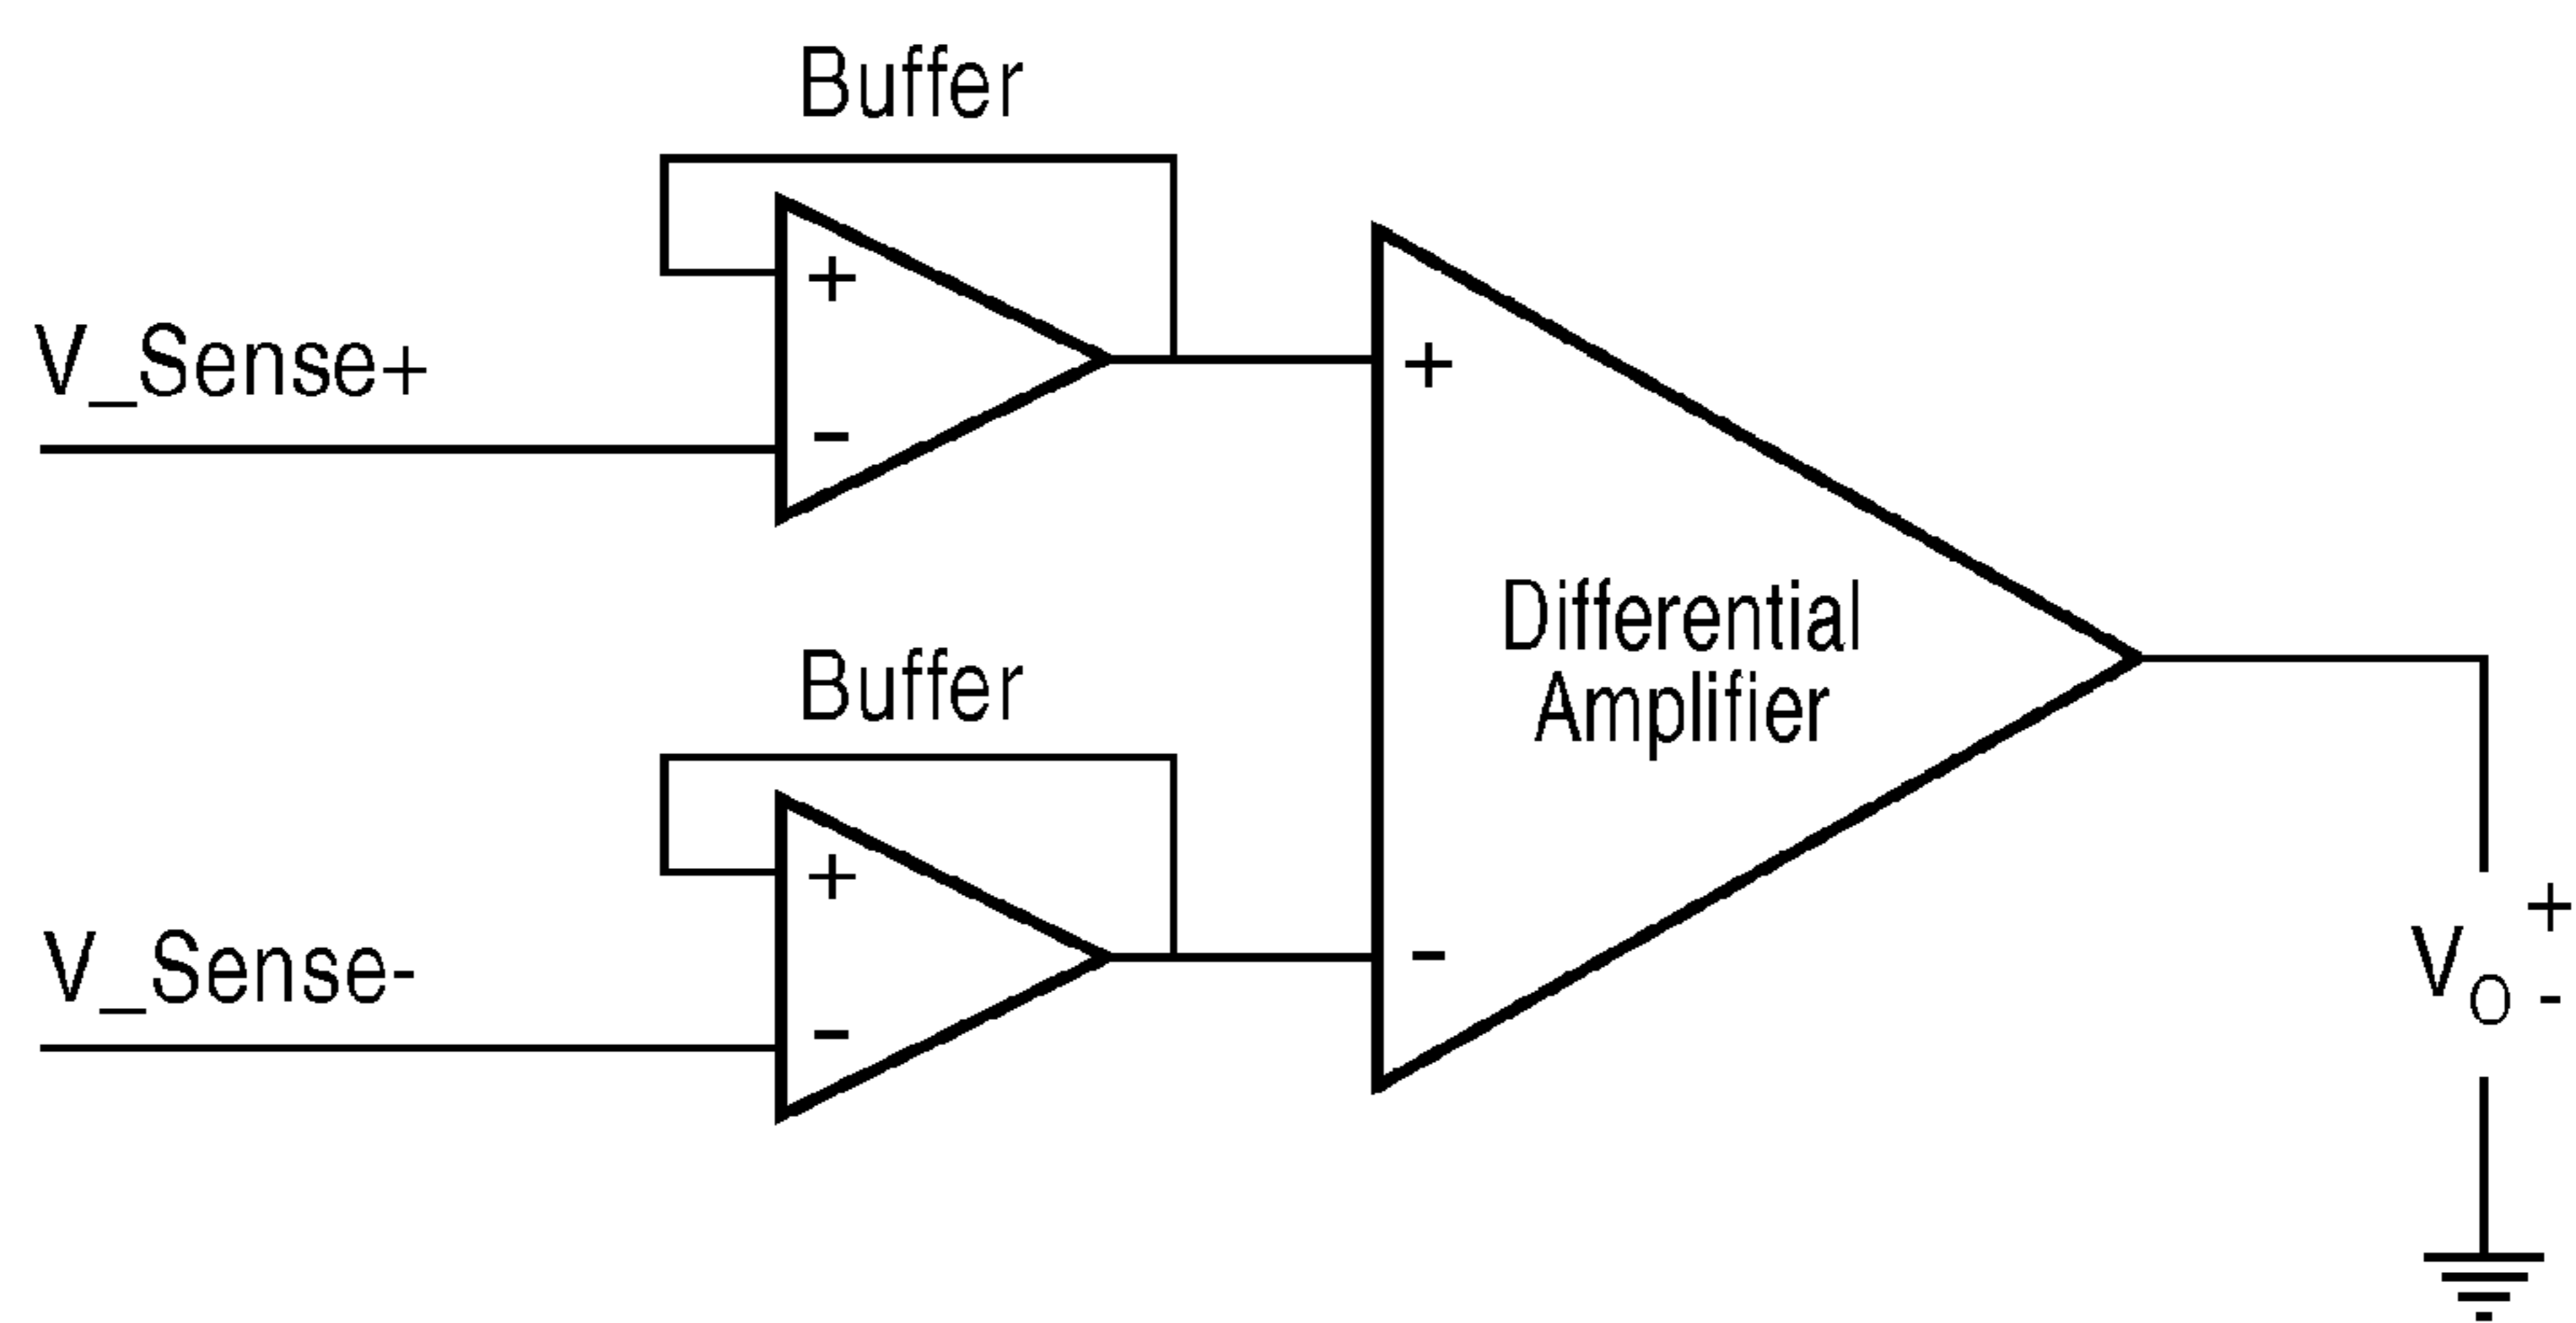 Buffer
+
-
V_Sense+
+
-
Differential
Amplifier
Buffer
+
-
V_Sense-
VO
+
-